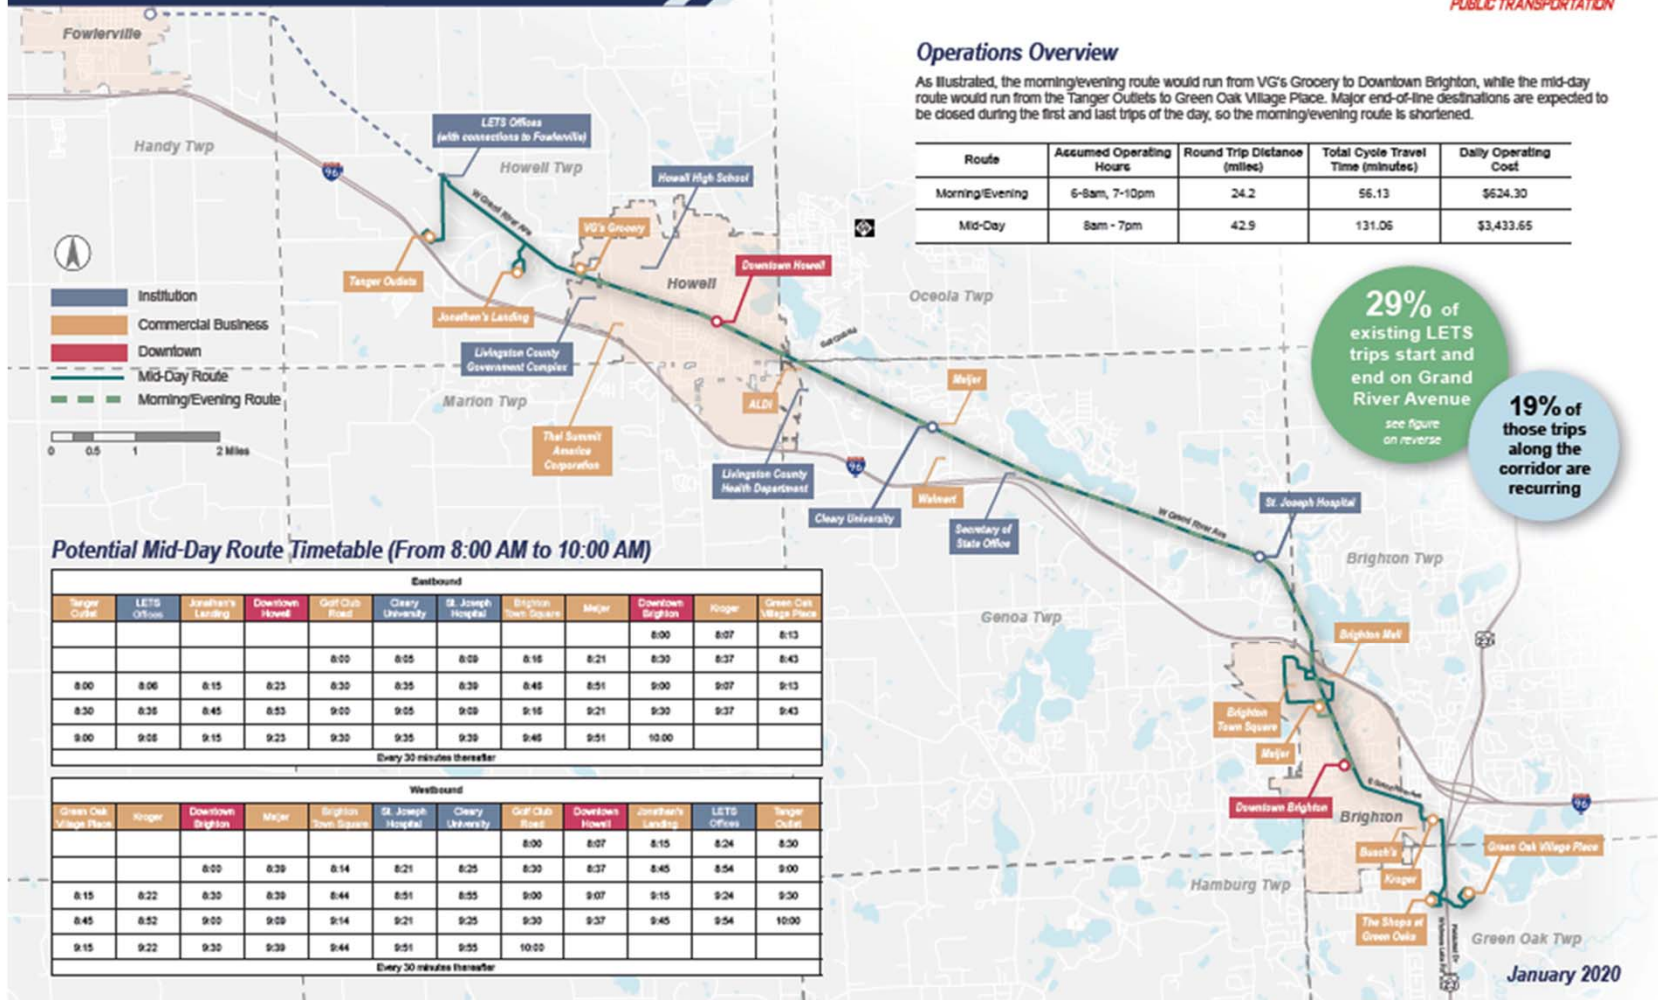 PUBLIC TRANSPORTATION
Fowlerville
Operations Overview
As illustrated, the morning/evening route would run from VG's Grocery to Downtown Brighton, while the mid-day
route would run from the Tanger Outlets to Green Oak Village Place. Major end-of-line destinations are expected to
be closed during the first and last trips of the day, so the morning/evening route is shortened.
Route Assumed Operating Hours Round Trip Distance (miles) Total Cycle Travel Time (minutes) Daily Operating Cost
Morning/Evening 6-8am, 7-10pm 24.2 56.13 $624.30
Mid-Day 8am - 7pm 42.9 131.06 $3,433.65
LETS Offices
(with connections to Fowlerville)
Handy Twp
Howell Twp
96
Howell High School
W Grand River Ave
VG's Grocery
Tanger Outlets
Howell
Downtown Howell
Oceola Twp
Jonathan's Landing
Institution
Commercial Business
Downtown
Mid-Day Route
Morning/Evening Route
0 0.5 1 2 Miles
Livingston County
Government Complex
Golf Club Rd
Marion Twp
ALDI
Meijer
Thai Summit
America
Corporation
Livingston County
Health Department
96
Walmart
Cleary University
Secretary of
State Office
W Grand River Ave
St. Joseph Hospital
29% of
existing LETS
trips start and
end on Grand
River Avenue
see figure
on reverse
19% of
those trips
along the
corridor are
recurring
Brighton Twp
Genoa Twp
Brighton Mall
23
Brighton
Town Square
Meijer
Downtown Brighton
E Grand River Ave
96
Brighton
Busch's
Kroger
Green Oak Village Place
Hamburg Twp
The Shops at
Green Oaks
Green Oak Twp
23
January 2020
Potential Mid-Day Route Timetable (From 8:00 AM to 10:00 AM)
Eastbound
Tanger Outlet LETS Offices Jonathan's Landing Downtown Howell Golf Club Road Cleary University St. Joseph Hospital Brighton Town Square Meijer Downtown Brighton Kroger Green Oak Village Place
8:00 8:07 8:13
8:00 8:05 8:09 8:16 8:21 8:30 8:37 8:43
8:00 8:06 8:15 8:23 8:30 8:35 8:39 8:46 8:51 9:00 9:07 9:13
8:30 8:36 8:45 8:53 9:00 9:05 9:09 9:16 9:21 9:30 9:37 9:43
9:00 9:06 9:15 9:23 9:30 9:35 9:39 9:46 9:51 10:00
Every 30 minutes thereafter
Westbound
Green Oak Village Place Kroger Downtown Brighton Meijer Brighton Town Square St. Joseph Hospital Cleary University Golf Club Road Downtown Howell Jonathan's Landing LETS Offices Tanger Outlet
8:00 8:07 8:15 8:24 8:30
8:00 8:39 8:14 8:21 8:25 8:30 8:37 8:45 8:54 9:00
8:15 8:22 8:30 8:39 8:44 8:51 8:55 9:00 9:07 9:15 9:24 9:30
8:45 8:52 9:00 9:09 9:14 9:21 9:25 9:30 9:37 9:45 9:54 10:00
9:15 9:22 9:30 9:39 9:44 9:51 9:55 10:00
Every 30 minutes thereafter